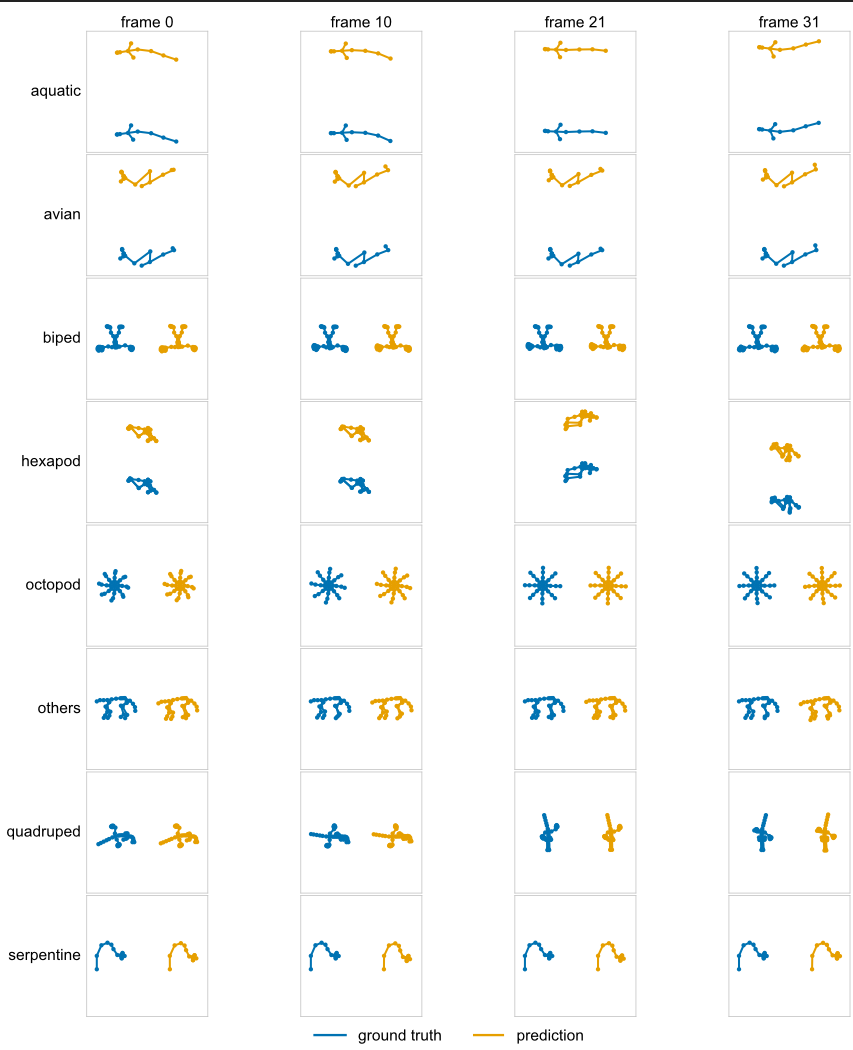 frame 0 frame 10 frame 21 frame 31
aquatic
avian
biped
hexapod
octopod
others
quadruped
serpentine
ground truth prediction